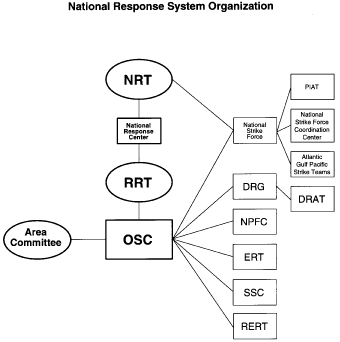 National Response System Organization
NRT
National
Response
Center
RRT
OSC
Area
Committee
National
Strike
Force
PIAT
National
Strike Force
Coordination
Center
Atlantic
Gulf Pacific
Strike Teams
DRG
DRAT
NPFC
ERT
SSC
RERT